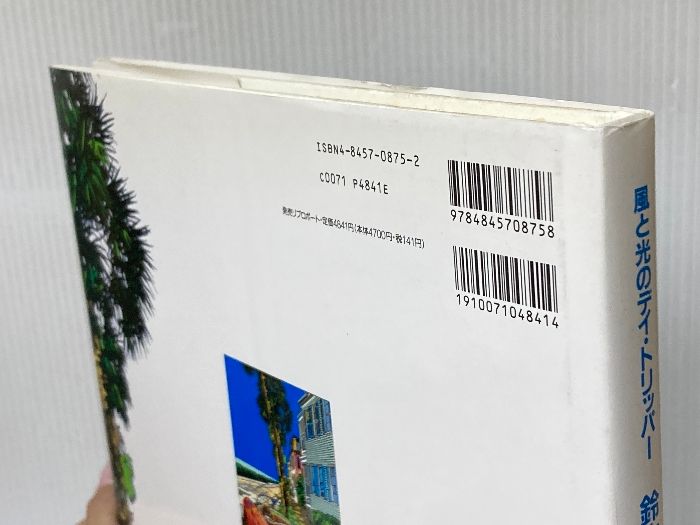 ISBN4-8457-0875-2
C0071 P4841E
発売リブロポート・定価4841円(本体4700円・税141円)
9784845708758
1910071048414
風と光のデイ・トリッパー 鈴